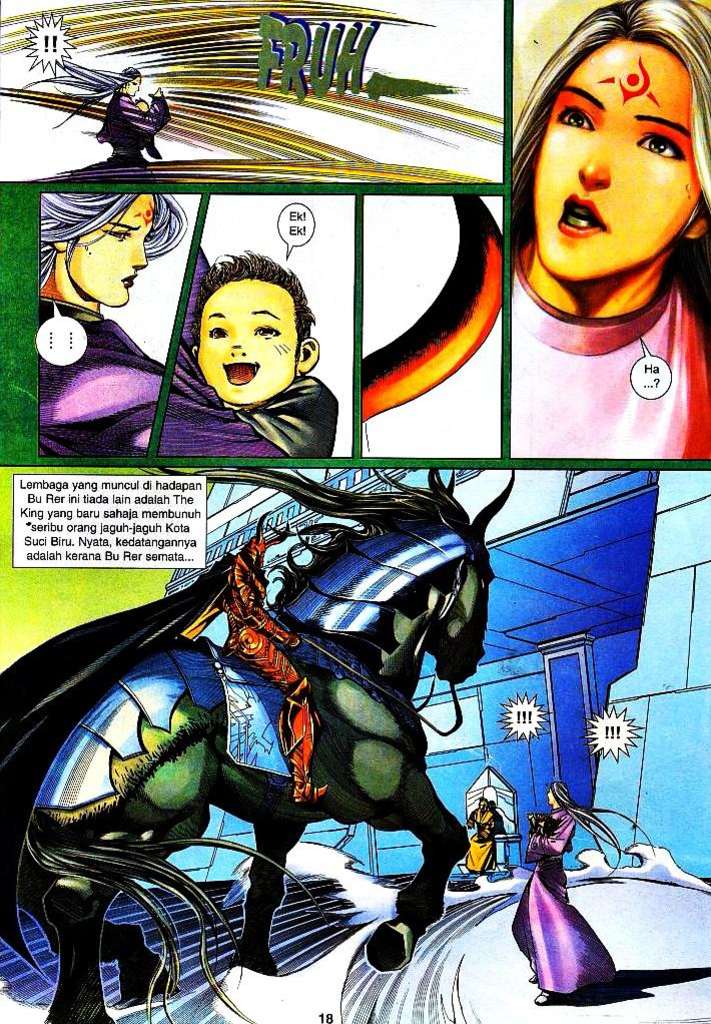 !!
FRUH
Ha
...?
⋮ ⋮
Ek!
Ek!
Lembaga yang muncul di hadapan
Bu Rer ini tiada lain adalah The
King yang baru sahaja membunuh
seribu orang jaguh-jaguh Kota
Suci Biru. Nyata, kedatangannya
adalah kerana Bu Rer semata...
!!!
!!!
18